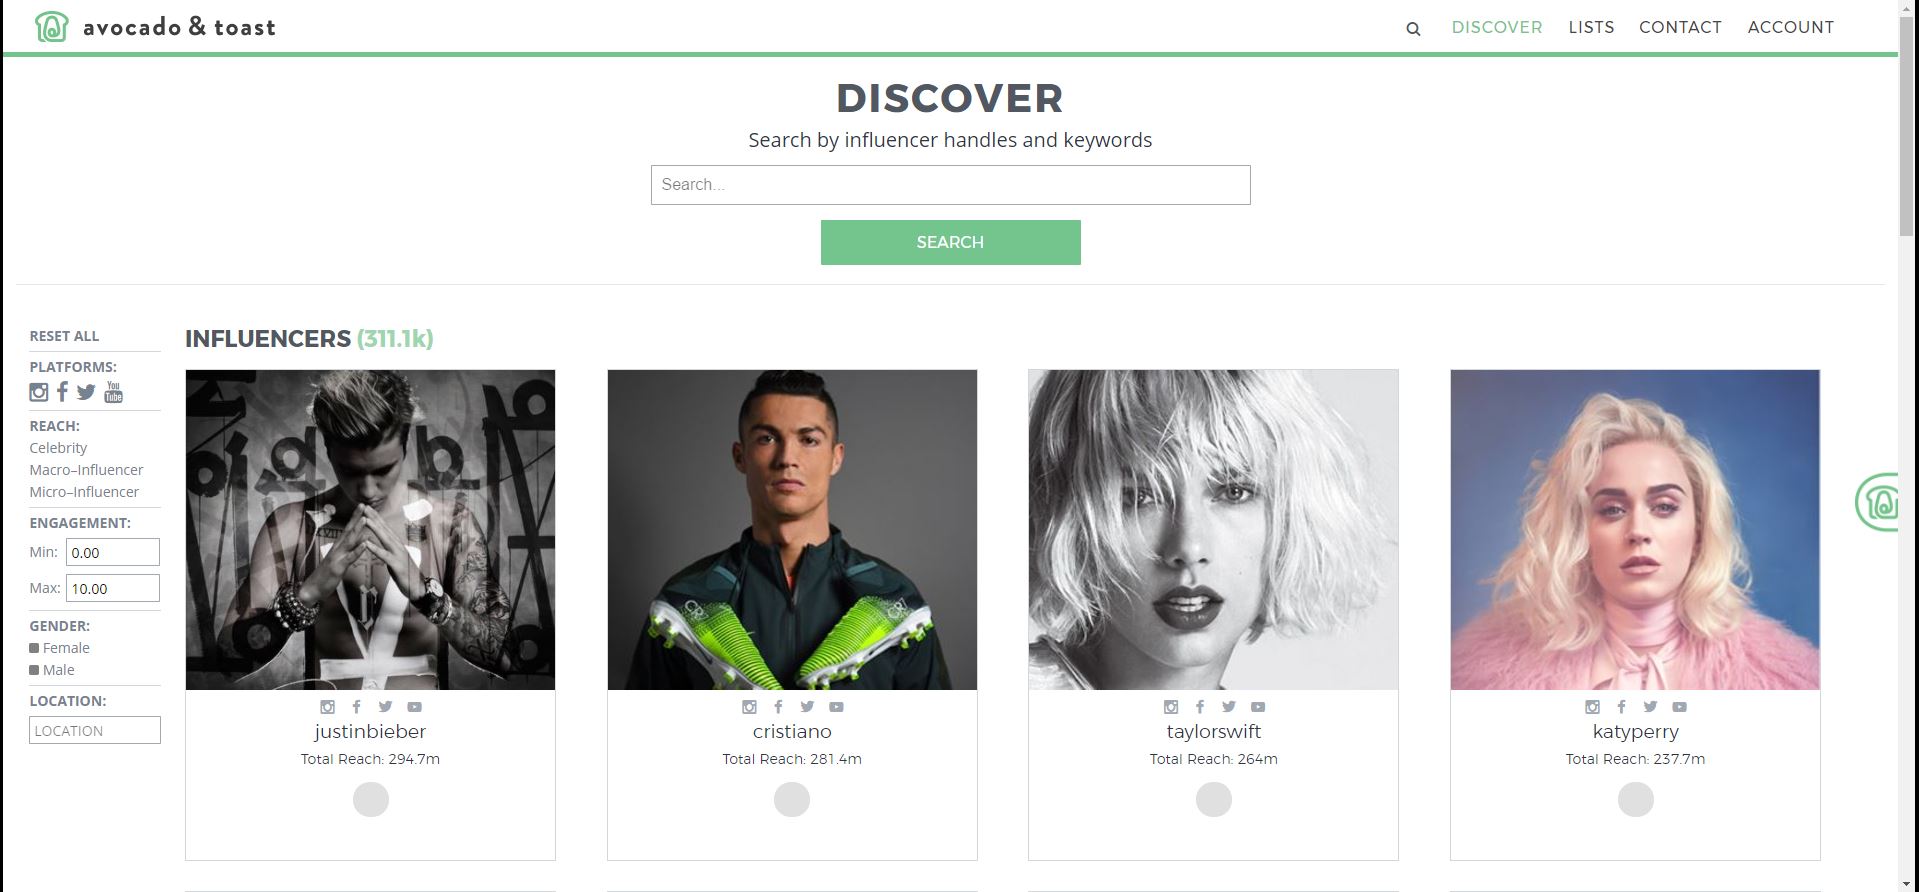 avocado & toast
DISCOVER LISTS CONTACT ACCOUNT
DISCOVER
Search by influencer handles and keywords
Search...
SEARCH
RESET ALL
PLATFORMS:
You
Tube
REACH:
Celebrity
Macro–Influencer
Micro–Influencer
ENGAGEMENT:
Min: 0.00
Max: 10.00
GENDER:
Female
Male
LOCATION:
LOCATION
INFLUENCERS (311.1k)
justinbieber
Total Reach: 294.7m
cristiano
Total Reach: 281.4m
taylorswift
Total Reach: 264m
katyperry
Total Reach: 237.7m